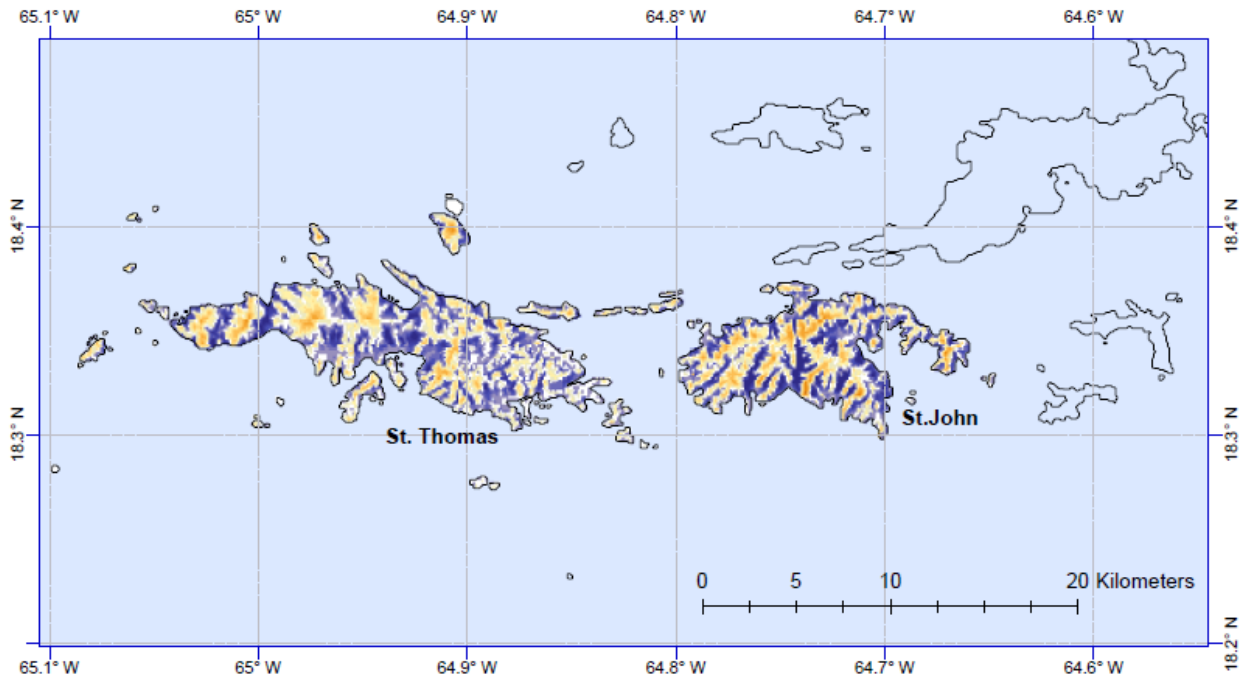 65.1° W 65° W 64.9° W 64.8° W 64.7° W 64.6° W
18.4° N 18.4° N
St.John
St. Thomas
18.3° N 18.3° N
0 5 10 20 Kilometers
18.2° N
65.1° W 65° W 64.9° W 64.8° W 64.7° W 64.6° W